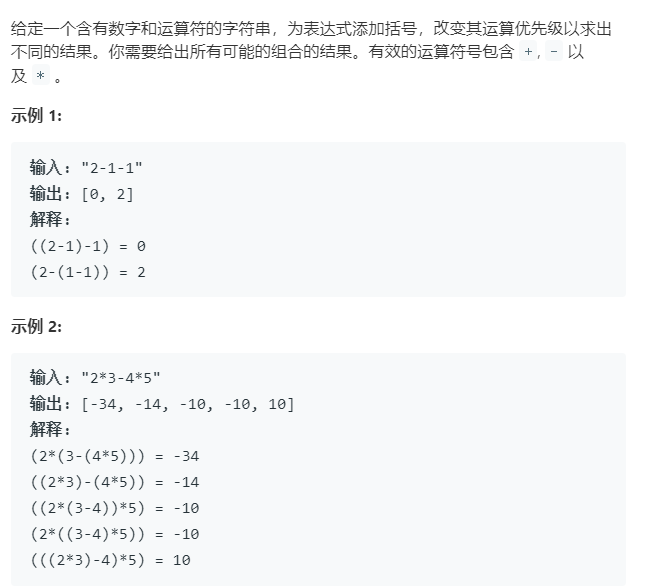 给定一个含有数字和运算符的字符串，为表达式添加括号，改变其运算优先级以求出
不同的结果。你需要给出所有可能的组合的结果。有效的运算符号包含 +, - 以
及 * 。
示例 1:
输入: "2-1-1"
输出: [0, 2]
解释:
((2-1)-1) = 0
(2-(1-1)) = 2
示例 2:
输入: "2*3-4*5"
输出: [-34, -14, -10, -10, 10]
解释:
(2*(3-(4*5))) = -34
((2*3)-(4*5)) = -14
((2*(3-4))*5) = -10
(2*((3-4)*5)) = -10
(((2*3)-4)*5) = 10